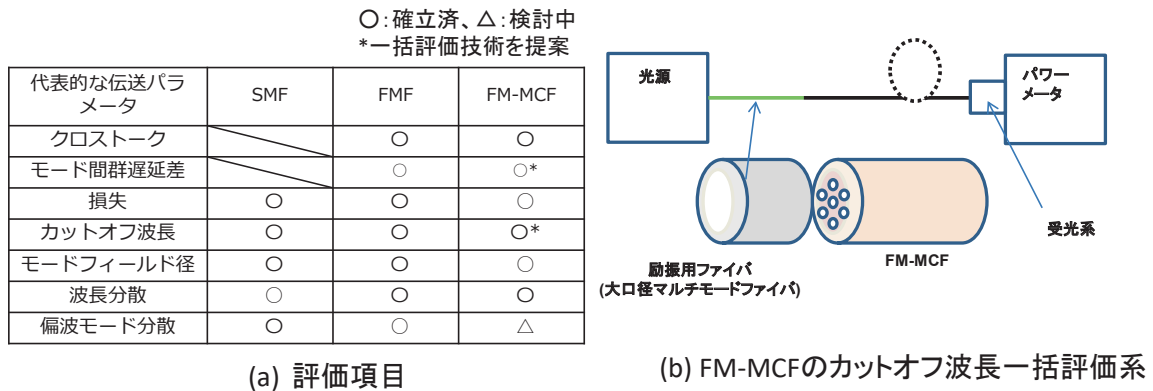 〇:確立済、△:検討中
*一括評価技術を提案
代表的な伝送パラ
メータ
SMF
FMF
FM-MCF
クロストーク
〇
〇
モード間群遅延差
○
○*
損失
〇
〇
○
カットオフ波長
〇
〇
〇*
モードフィールド径
〇
〇
○
波長分散
○
〇
〇
偏波モード分散
〇
○
△
(a) 評価項目
光源
パワー
メータ
受光系
FM-MCF
励振用ファイバ
(大口径マルチモードファイバ)
(b) FM-MCFのカットオフ波長一括評価系